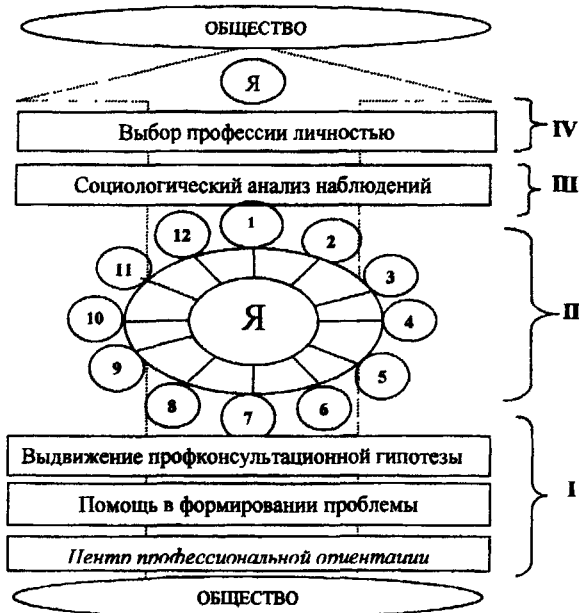 ОБЩЕСТВО
Я
Выбор профессии личностью
IV
Социологический анализ наблюдений
III
1
12
2
11
3
10
Я
4
II
9
5
8
6
7
Выдвижение профконсультационной гипотезы
Помощь в формировании проблемы
I
Центр профессиональной ориентации
ОБЩЕСТВО